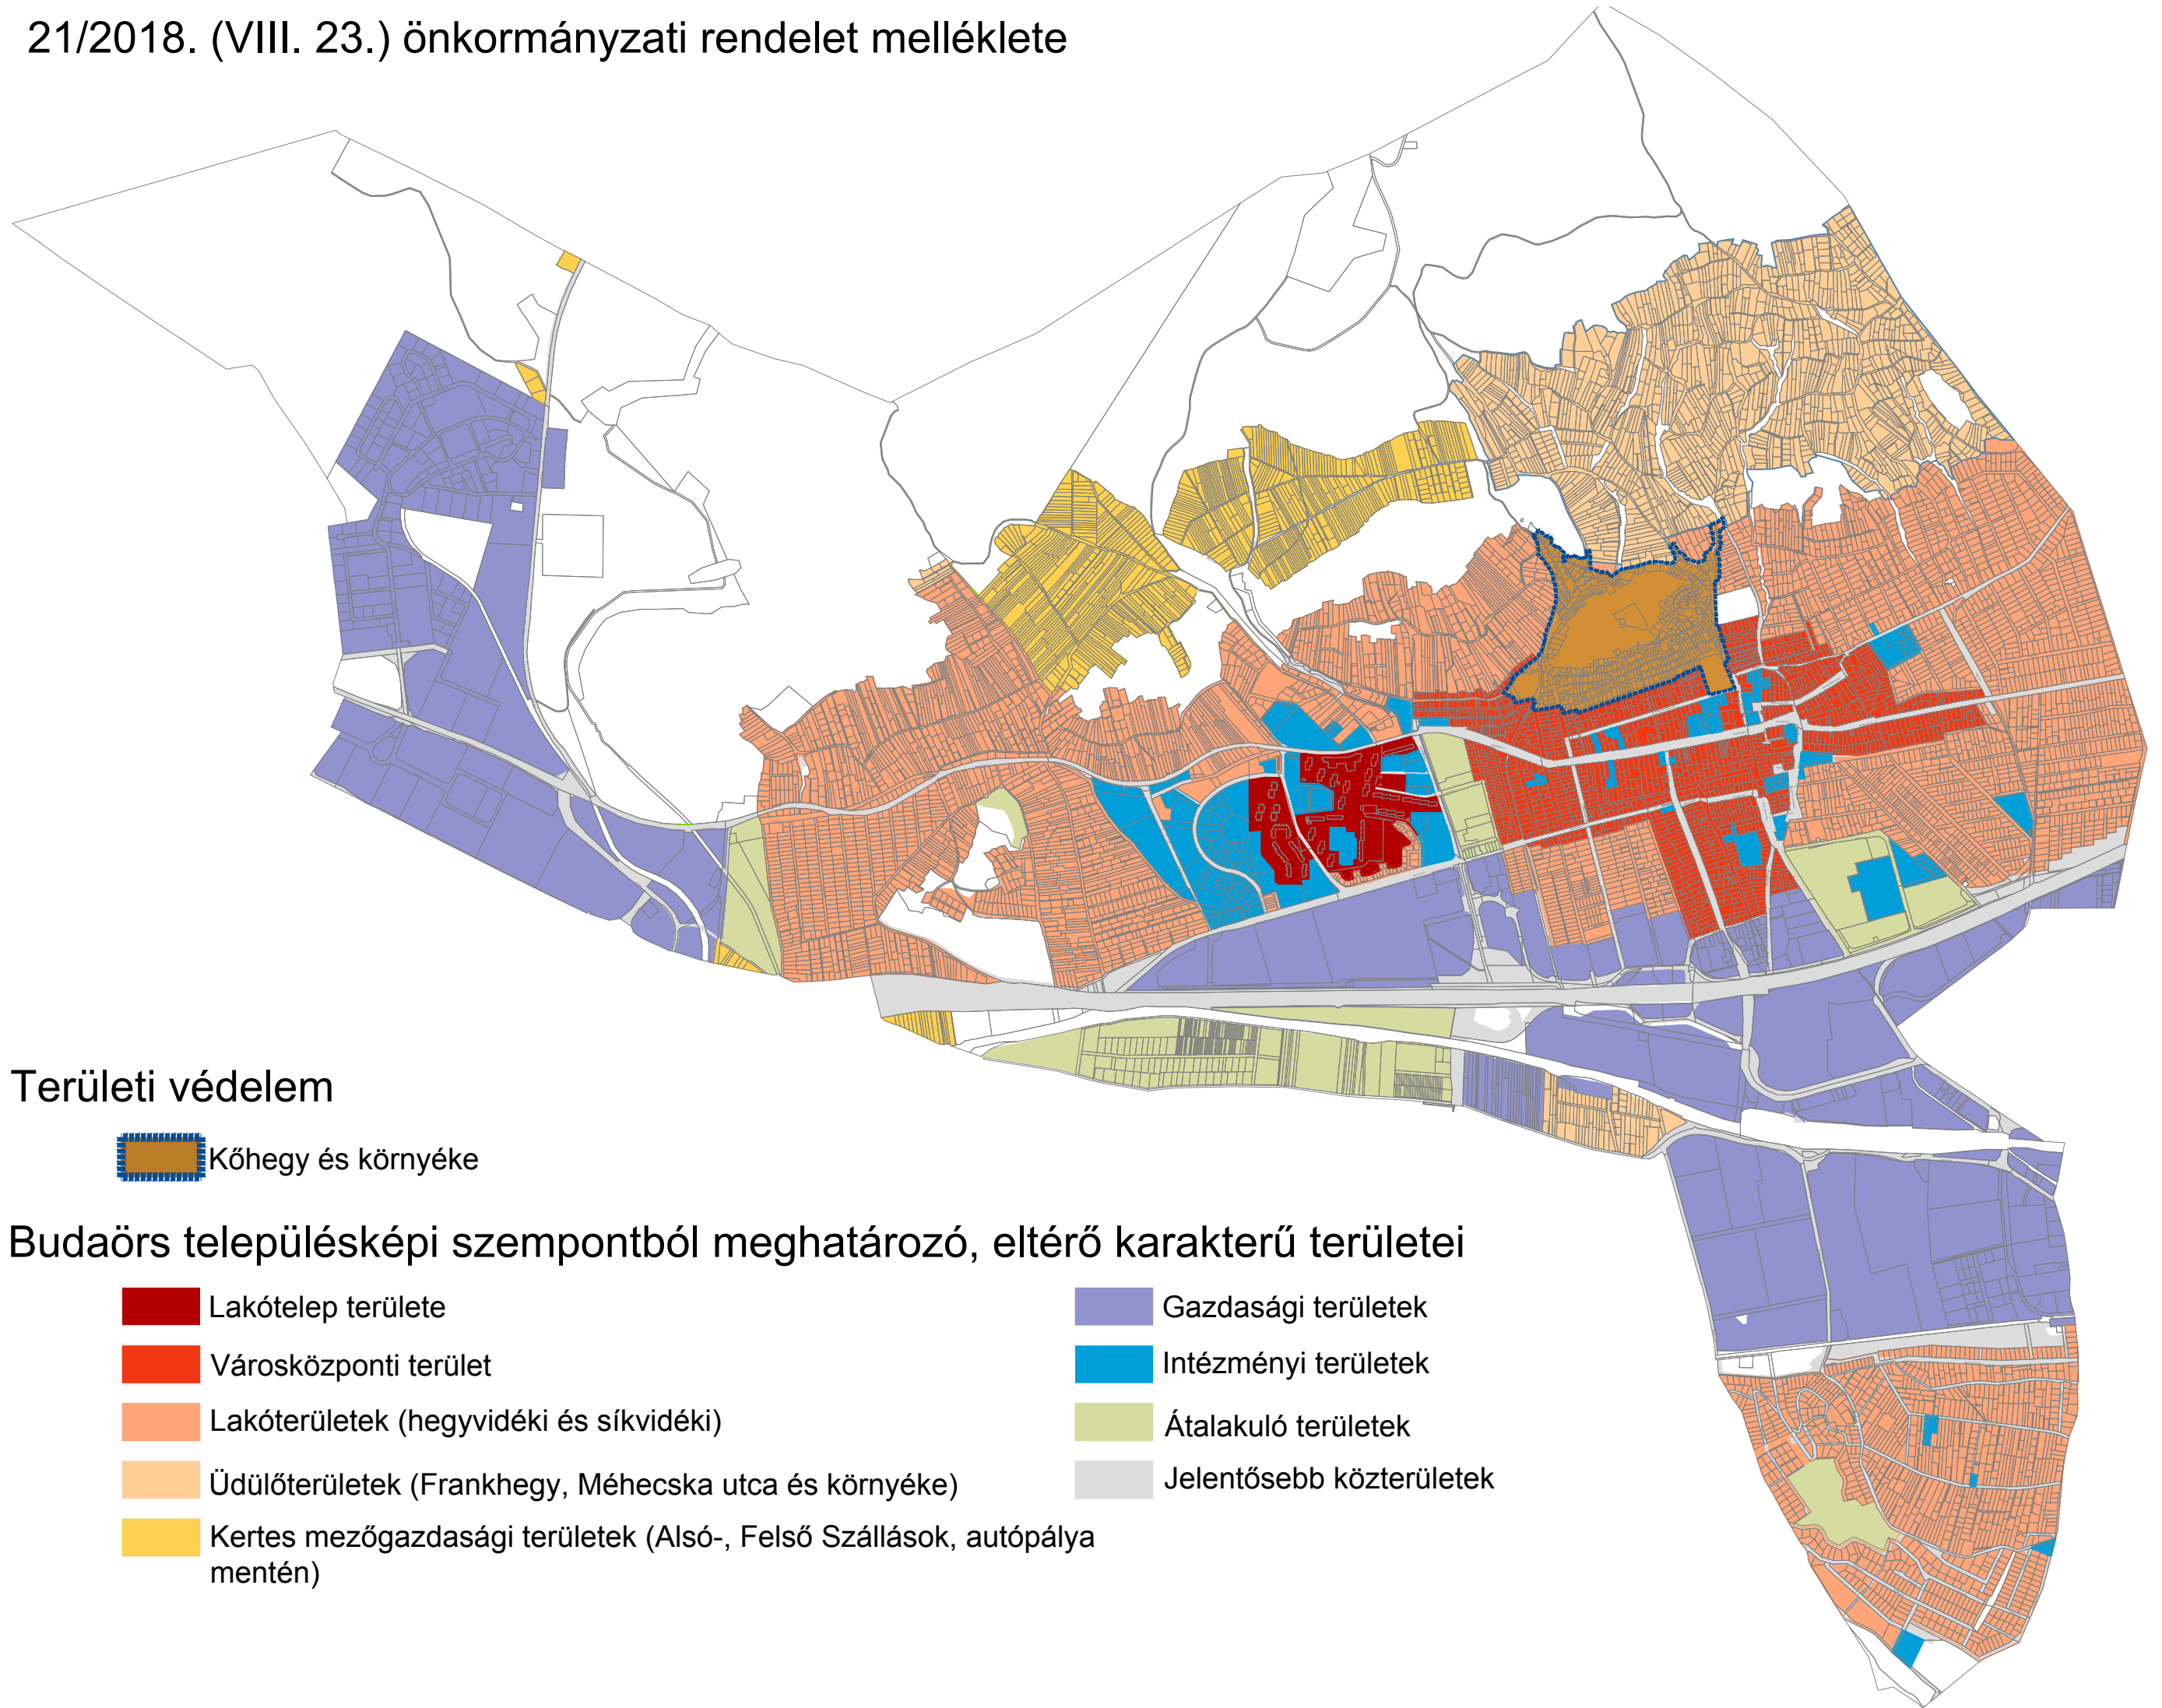 21/2018. (VIII. 23.) önkormányzati rendelet melléklete
Területi védelem
Kőhegy és környéke
Budaörs településképi szempontból meghatározó, eltérő karakterű területei
Lakótelep területe
Városközponti terület
Lakóterületek (hegyvidéki és síkvidéki)
Üdülőterületek (Frankhegy, Méhecska utca és környéke)
Kertes mezőgazdasági területek (Alsó-, Felső Szállások, autópálya
mentén)
Gazdasági területek
Intézményi területek
Átalakuló területek
Jelentősebb közterületek